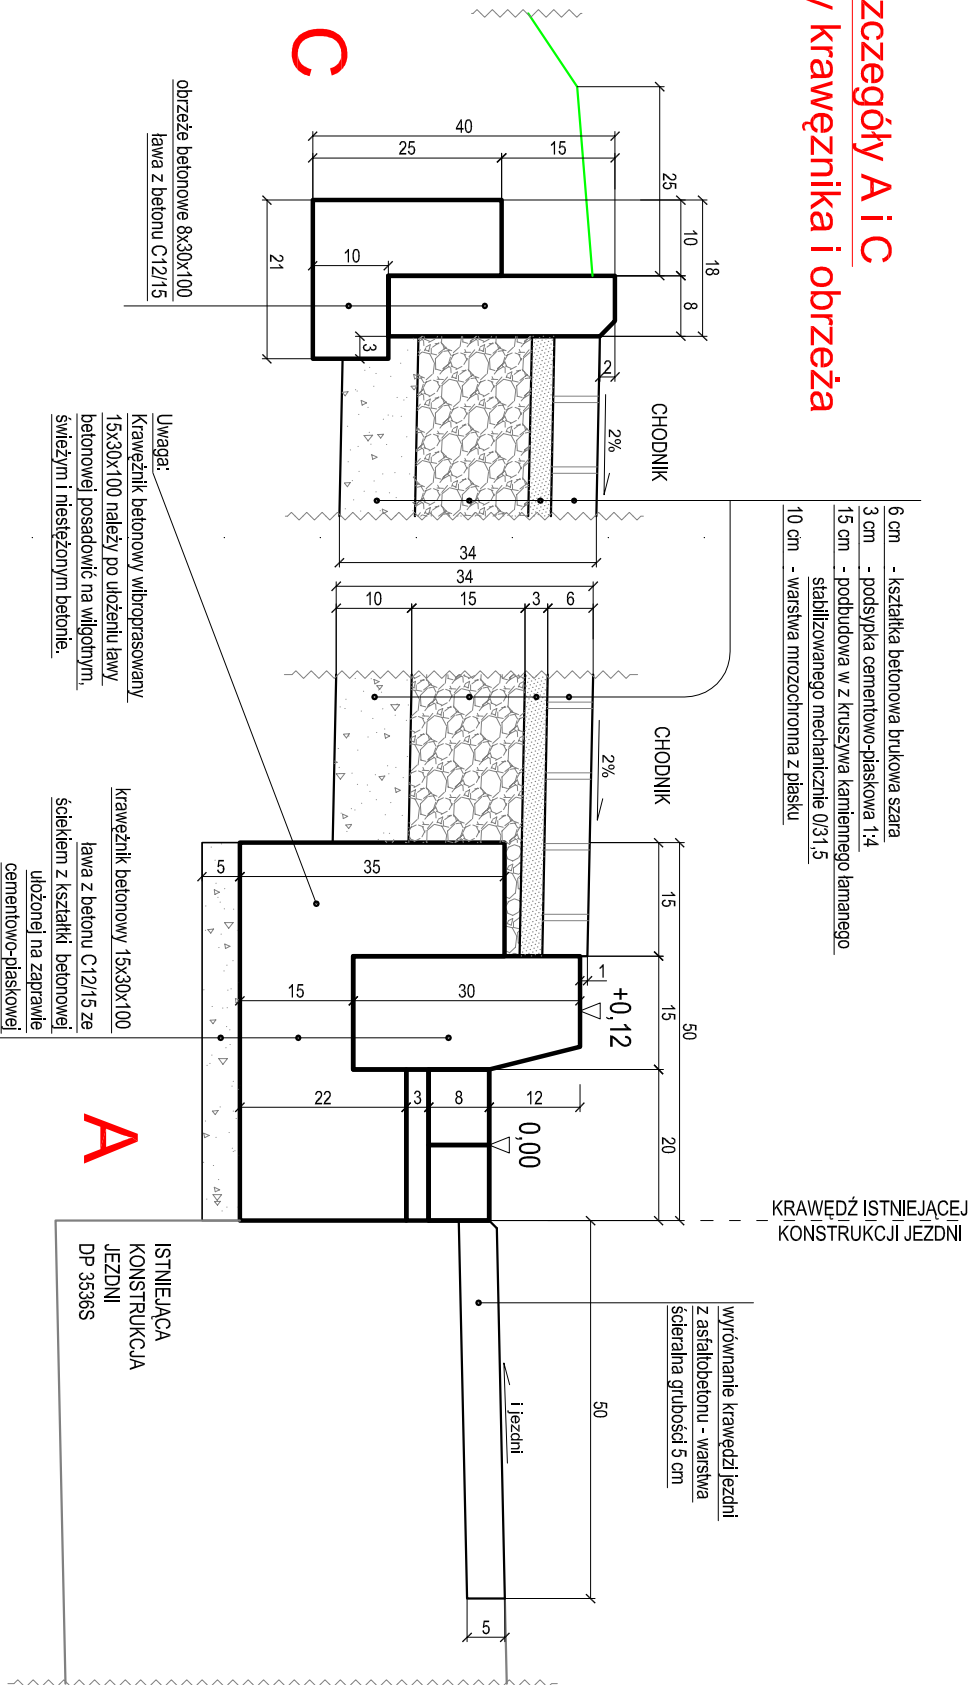 zczegóły A i C
y krawężnika i obrzeża
C
obrzeże betonowe 8x30x100
ława z betonu C12/15
40
25
15
25
10
18
8
21
10
3
2
2%
CHODNIK
6 cm - kształtka betonowa brukowa szara
3 cm - podsypka cementowo-piaskowa 1:4
15 cm - podbudowa w z kruszywa kamiennego łamanego
stabilizowanego mechanicznie 0/31,5
10 cm - warstwa mrozochronna z piasku
34
34
10
15
3
6
Uwaga:
Krawężnik betonowy wibroprasowany
15x30x100 należy po ułożeniu ławy
betonowej posadowić na wilgotnym,
świeżym i niestężonym betonie.
CHODNIK
2%
krawężnik betonowy 15x30x100
ława z betonu C12/15 ze
ściekiem z kształtki betonowej
ułożonej na zaprawie
cementowo-piaskowej
5
35
15
30
1
+0,12
15
15
50
20
22
3
8
12
0,00
A
KRAWĘDŹ ISTNIEJĄCEJ
KONSTRUKCJI JEZDNI
ISTNIEJĄCA
KONSTRUKCJA
JEZDNI
DP 3536S
wyrównanie krawędzi jezdni
z asfaltobetonu - warstwa
ścieralna grubości 5 cm
i jezdni
50
5